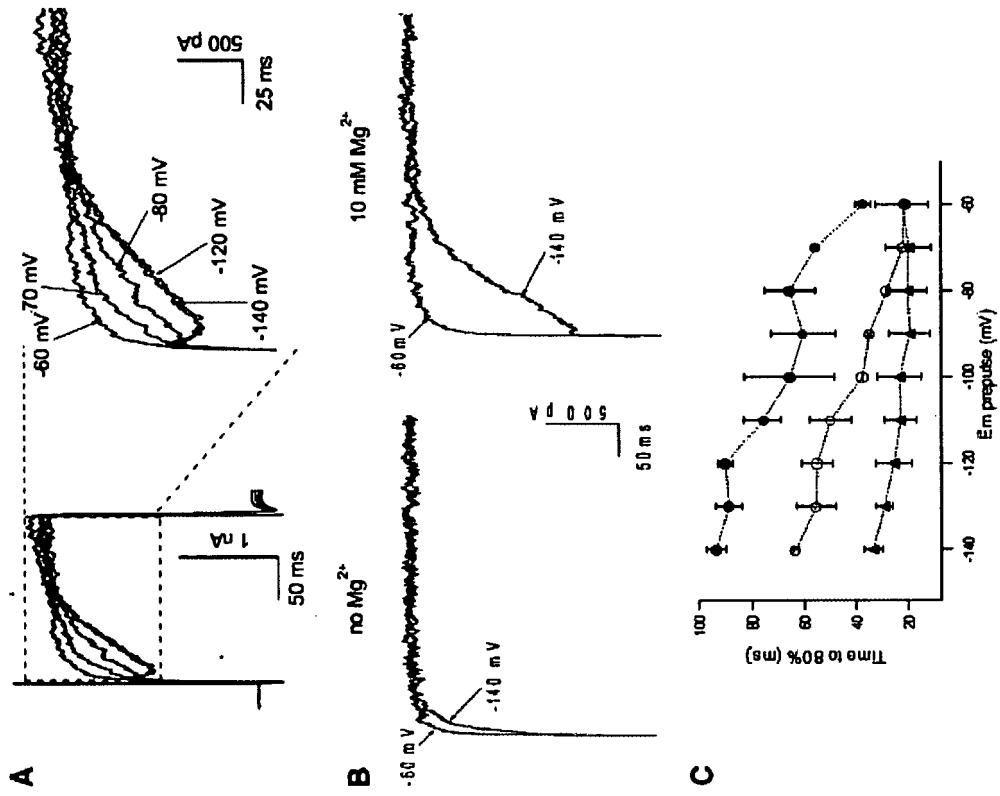 A
1 nA
50 ms
-60 mV
-70 mV
-80 mV
-120 mV
-140 mV
500 pA
25 ms
B
no Mg²⁺
-60 mV
-140 mV
500 pA
50 ms
10 mM Mg²⁺
-60 mV
-140 mV
C
Time to 80% (ms)
100
80
60
40
20
-140
-120
-100
-80
-60
Em prepulse (mV)